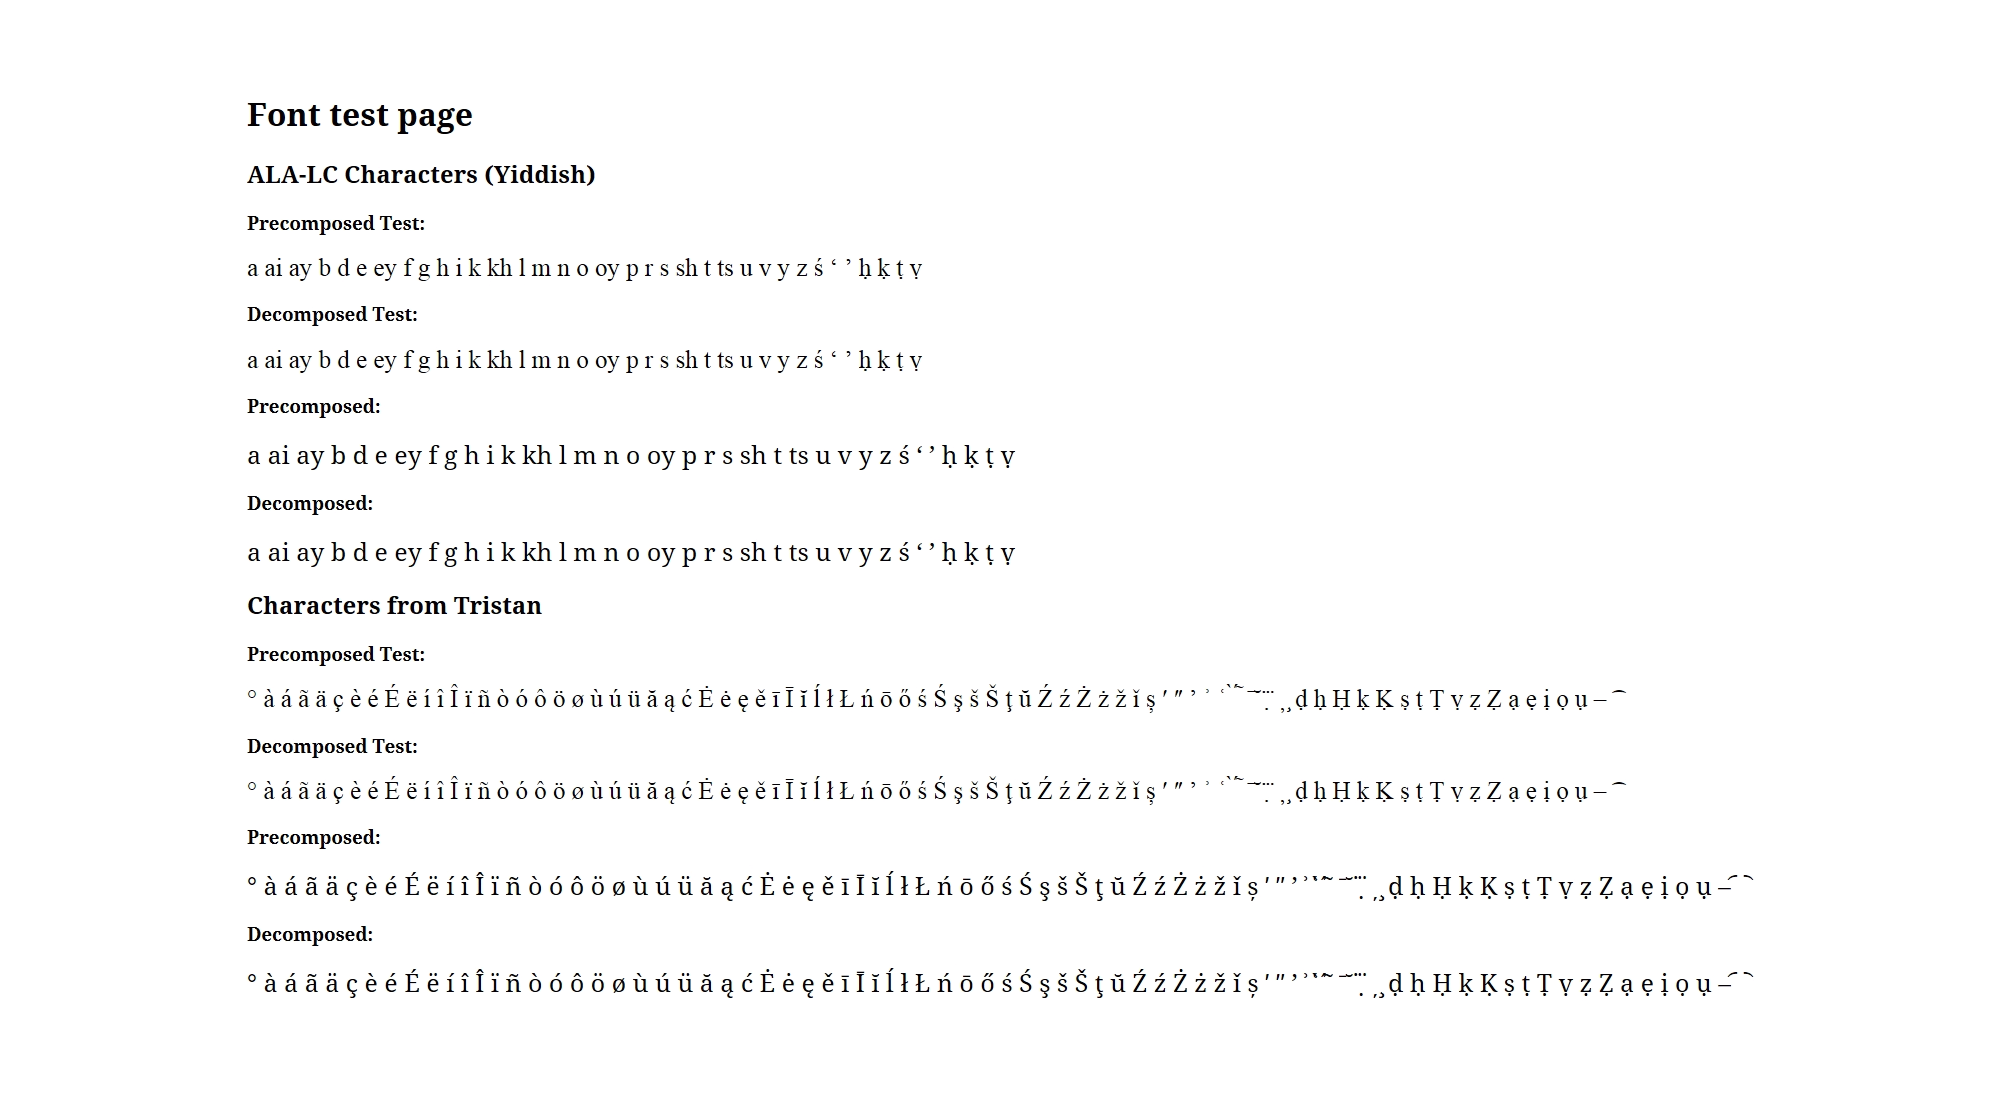 Font test page
ALA-LC Characters (Yiddish)
Precomposed Test:
a ai ay b d e ey f g h i k kh l m n o oy p r s sh t ts u v y z ś ‘ ’ ḥ ḳ ṭ ṿ
Decomposed Test:
a ai ay b d e ey f g h i k kh l m n o oy p r s sh t ts u v y z ś ‘ ’ ḥ ḳ ṭ ṿ
Precomposed:
a ai ay b d e ey f g h i k kh l m n o oy p r s sh t ts u v y z ś ‘ ’ ḥ ḳ ṭ ṿ
Decomposed:
a ai ay b d e ey f g h i k kh l m n o oy p r s sh t ts u v y z ś ‘ ’ ḥ ḳ ṭ ṿ
Characters from Tristan
Precomposed Test:
° à á ã ä ç è é É ë í î Î ï ñ ò ó ô ö ø ù ú ü ă ą ć Ė ė ę ě ī Ī ĭ ĺ ł Ł ń ō ő ś Ś ş š Š ţ ŭ Ź ź Ż ż ž ǐ ș ʹ ʺ ʼ ʾ ʿ ḍ ḥ Ḥ ḳ Ḳ ṣ ṭ Ṭ ṿ ẓ Ẓ ạ ẹ ị ọ ụ –
Decomposed Test:
° à á ã ä ç è é É ë í î Î ï ñ ò ó ô ö ø ù ú ü ă ą ć Ė ė ę ě ī Ī ĭ ĺ ł Ł ń ō ő ś Ś ş š Š ţ ŭ Ź ź Ż ż ž ǐ ș ʹ ʺ ʼ ʾ ʿ ḍ ḥ Ḥ ḳ Ḳ ṣ ṭ Ṭ ṿ ẓ Ẓ ạ ẹ ị ọ ụ –
Precomposed:
° à á ã ä ç è é É ë í î Î ï ñ ò ó ô ö ø ù ú ü ă ą ć Ė ė ę ě ī Ī ĭ ĺ ł Ł ń ō ő ś Ś ş š Š ţ ŭ Ź ź Ż ż ž ǐ ș ʹ ʺ ʼ ʾ ʿ ḍ ḥ Ḥ ḳ Ḳ ṣ ṭ Ṭ ṿ ẓ Ẓ ạ ẹ ị ọ ụ –
Decomposed:
° à á ã ä ç è é É ë í î Î ï ñ ò ó ô ö ø ù ú ü ă ą ć Ė ė ę ě ī Ī ĭ ĺ ł Ł ń ō ő ś Ś ş š Š ţ ŭ Ź ź Ż ż ž ǐ ș ʹ ʺ ʼ ʾ ʿ ḍ ḥ Ḥ ḳ Ḳ ṣ ṭ Ṭ ṿ ẓ Ẓ ạ ẹ ị ọ ụ –